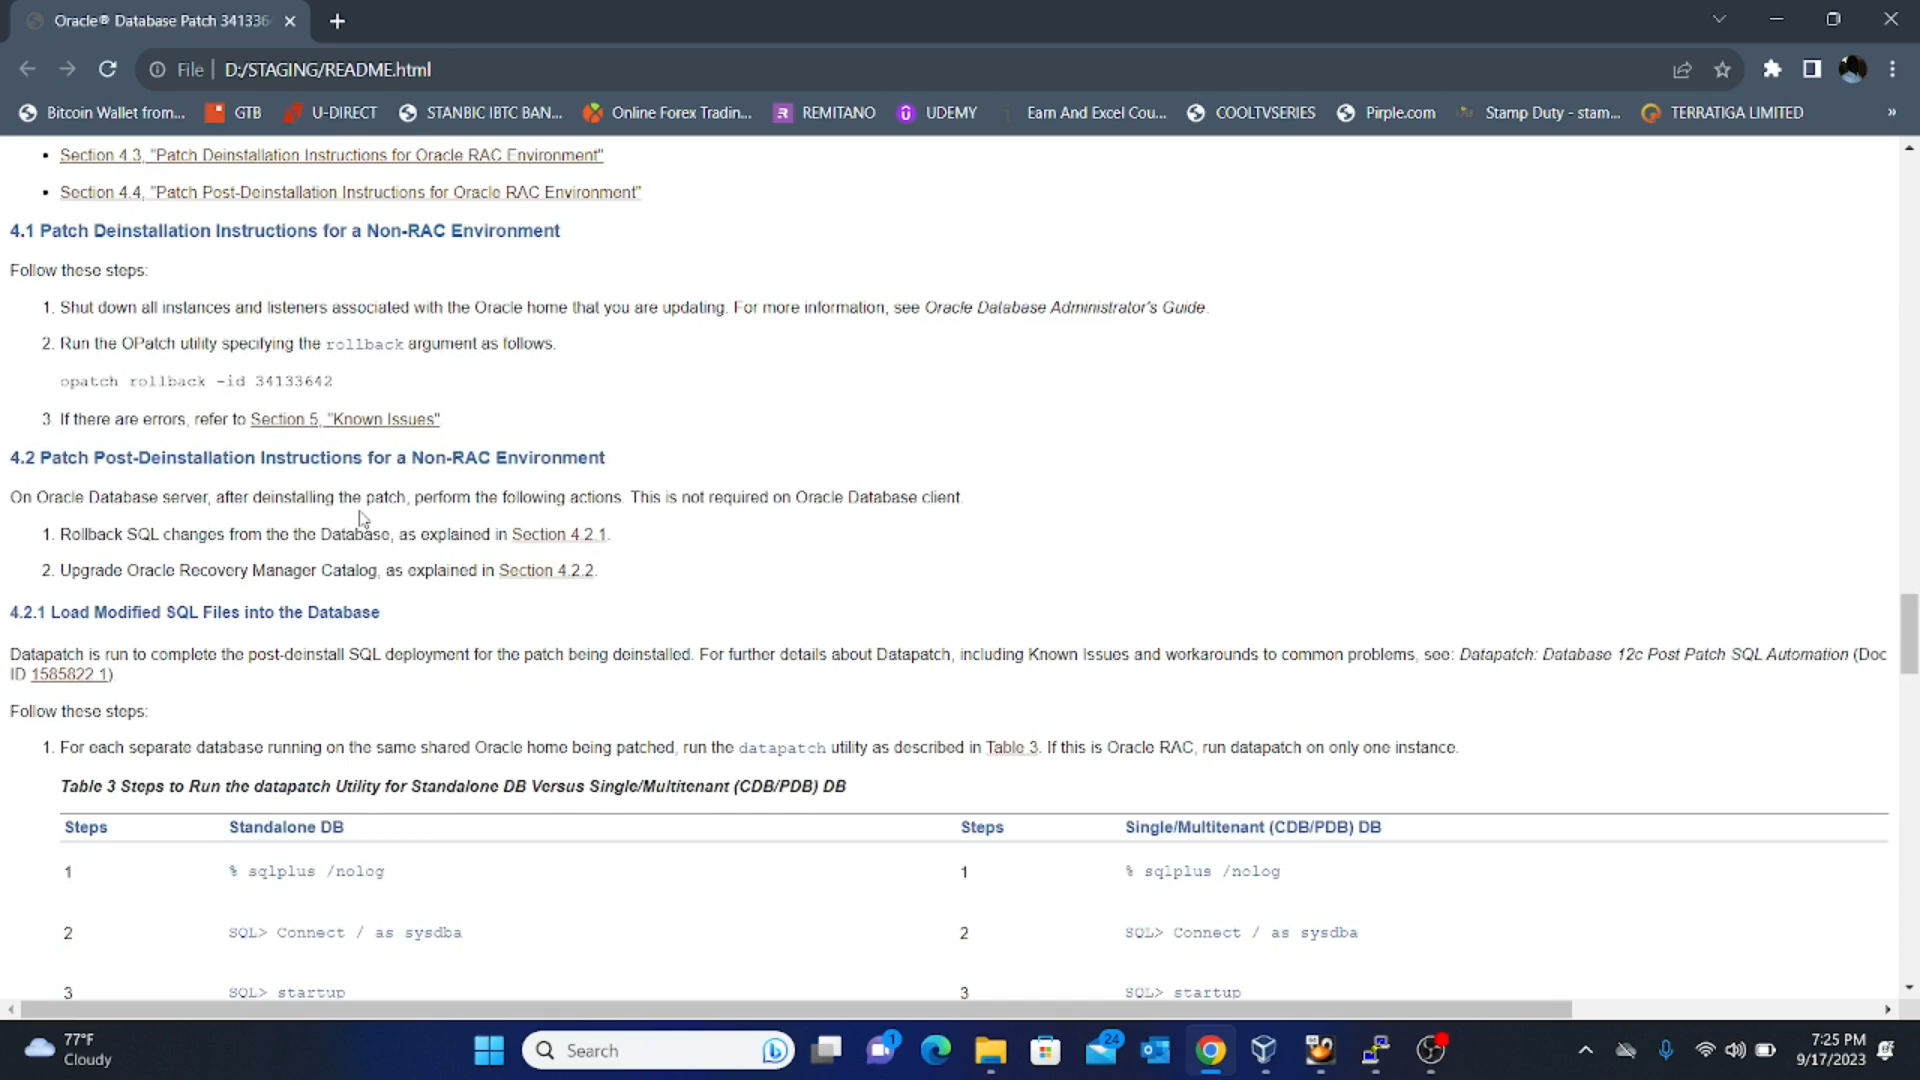 Oracle® Database Patch 341336
File | D:/STAGING/README.html
Bitcoin Wallet from... GTB U-DIRECT STANBIC IBTC BAN... Online Forex Tradin... REMITANO UDEMY Earn And Excel Cou... COOLTVSERIES Pirple.com Stamp Duty - stam... TERRATIGA LIMITED »
• Section 4.3, "Patch Deinstallation Instructions for Oracle RAC Environment"
• Section 4.4, "Patch Post-Deinstallation Instructions for Oracle RAC Environment"
4.1 Patch Deinstallation Instructions for a Non-RAC Environment
Follow these steps:
1. Shut down all instances and listeners associated with the Oracle home that you are updating. For more information, see Oracle Database Administrator's Guide.
2. Run the OPatch utility specifying the rollback argument as follows.
opatch rollback -id 34133642
3. If there are errors, refer to Section 5, "Known Issues".
4.2 Patch Post-Deinstallation Instructions for a Non-RAC Environment
On Oracle Database server, after deinstalling the patch, perform the following actions. This is not required on Oracle Database client.
1. Rollback SQL changes from the the Database, as explained in Section 4.2.1.
2. Upgrade Oracle Recovery Manager Catalog, as explained in Section 4.2.2.
4.2.1 Load Modified SQL Files into the Database
Datapatch is run to complete the post-deinstall SQL deployment for the patch being deinstalled. For further details about Datapatch, including Known Issues and workarounds to common problems, see: Datapatch: Database 12c Post Patch SQL Automation (Doc
ID 1585822.1).
Follow these steps:
1. For each separate database running on the same shared Oracle home being patched, run the datapatch utility as described in Table 3. If this is Oracle RAC, run datapatch on only one instance.
Table 3 Steps to Run the datapatch Utility for Standalone DB Versus Single/Multitenant (CDB/PDB) DB
Steps Standalone DB Steps Single/Multitenant (CDB/PDB) DB
1 % sqlplus /nolog 1 % sqlplus /nolog
2 SQL> Connect / as sysdba 2 SQL> Connect / as sysdba
3 SQL> startup 3 SQL> startup
77°F
Cloudy
Search
1
24
7:25 PM
9/17/2023